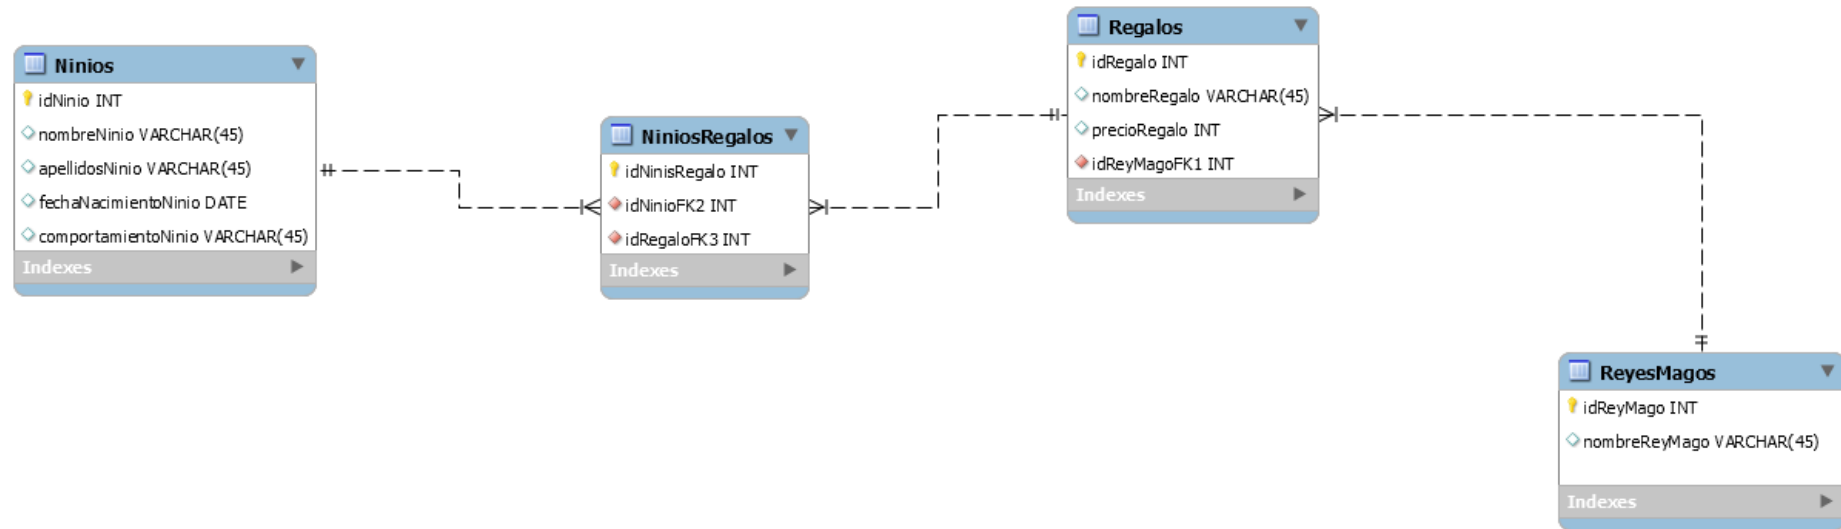 Ninios
idNinio INT
nombreNinio VARCHAR(45)
apellidosNinio VARCHAR(45)
fechaNacimientoNinio DATE
comportamientoNinio VARCHAR(45)
Indexes
NiniosRegalos
idNinisRegalo INT
idNinioFK2 INT
idRegaloFK3 INT
Indexes
Regalos
idRegalo INT
nombreRegalo VARCHAR(45)
precioRegalo INT
idReyMagoFK1 INT
Indexes
ReyesMagos
idReyMago INT
nombreReyMago VARCHAR(45)
Indexes